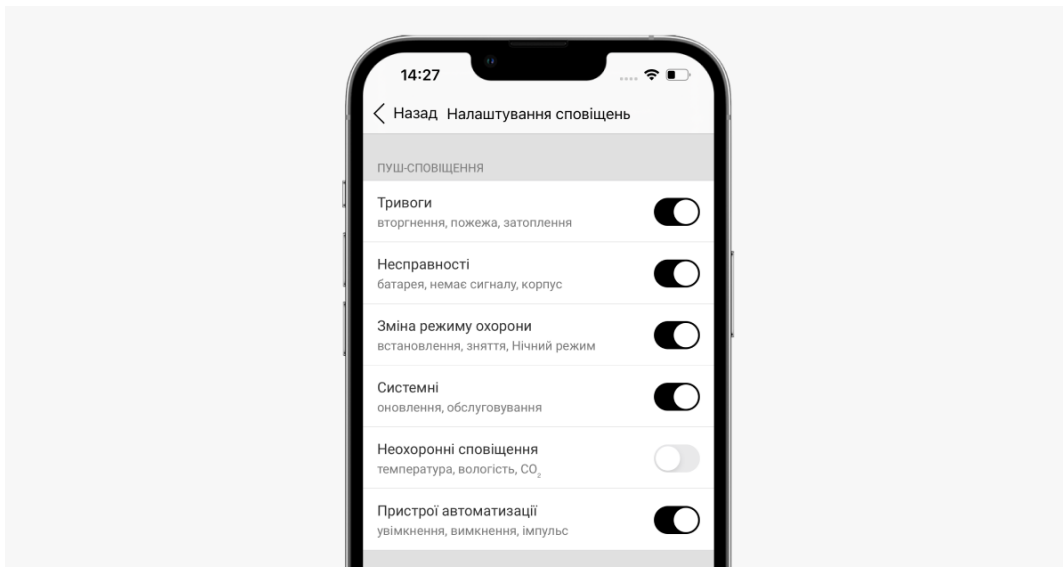 14:27
Назад Налаштування сповіщень
ПУШ-СПОВІЩЕННЯ
Тривоги
вторгнення, пожежа, затоплення
Несправності
батарея, немає сигналу, корпус
Зміна режиму охорони
встановлення, зняття, Нічний режим
Системні
оновлення, обслуговування
Неохоронні сповіщення
температура, вологість, CO₂
Пристрої автоматизації
увімкнення, вимкнення, імпульс